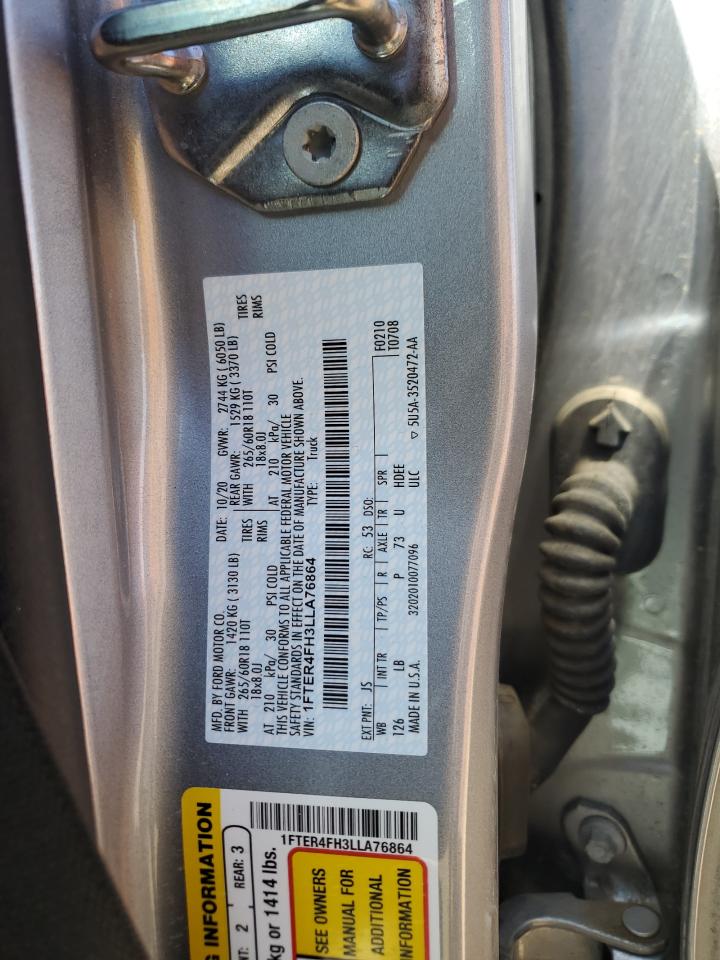 MFD. BY FORD MOTOR CO.
DATE: 10/20 GVWR: 2744 KG ( 6050 LB)
FRONT GAWR: 1420 KG ( 3130 LB) REAR GAWR: 1529 KG ( 3370 LB)
WITH 265/60R18 110T TIRES WITH 265/60R18 110T TIRES
18x8.0J RIMS 18x8.0J RIMS
AT 210 kPa/ 30 PSI COLD AT 210 kPa/ 30 PSI COLD
THIS VEHICLE CONFORMS TO ALL APPLICABLE FEDERAL MOTOR VEHICLE
SAFETY STANDARDS IN EFFECT ON THE DATE OF MANUFACTURE SHOWN ABOVE.
VIN: 1FTER4FH3LLA76864 TYPE: Truck
F0210
T0708
EXT PNT: JS RC: 53 DSO:
WB INT TR TP/PS R AXLE TR SPR
126 LB P 73 U HDEE
MADE IN U.S.A. 3202010077096 ULC ▽ 5U5A-3520472-AA
G INFORMATION
NT: 2 REAR: 3
kg or 1414 lbs.
1FTER4FH3LLA76864
SEE OWNERS
MANUAL FOR
ADDITIONAL
INFORMATION